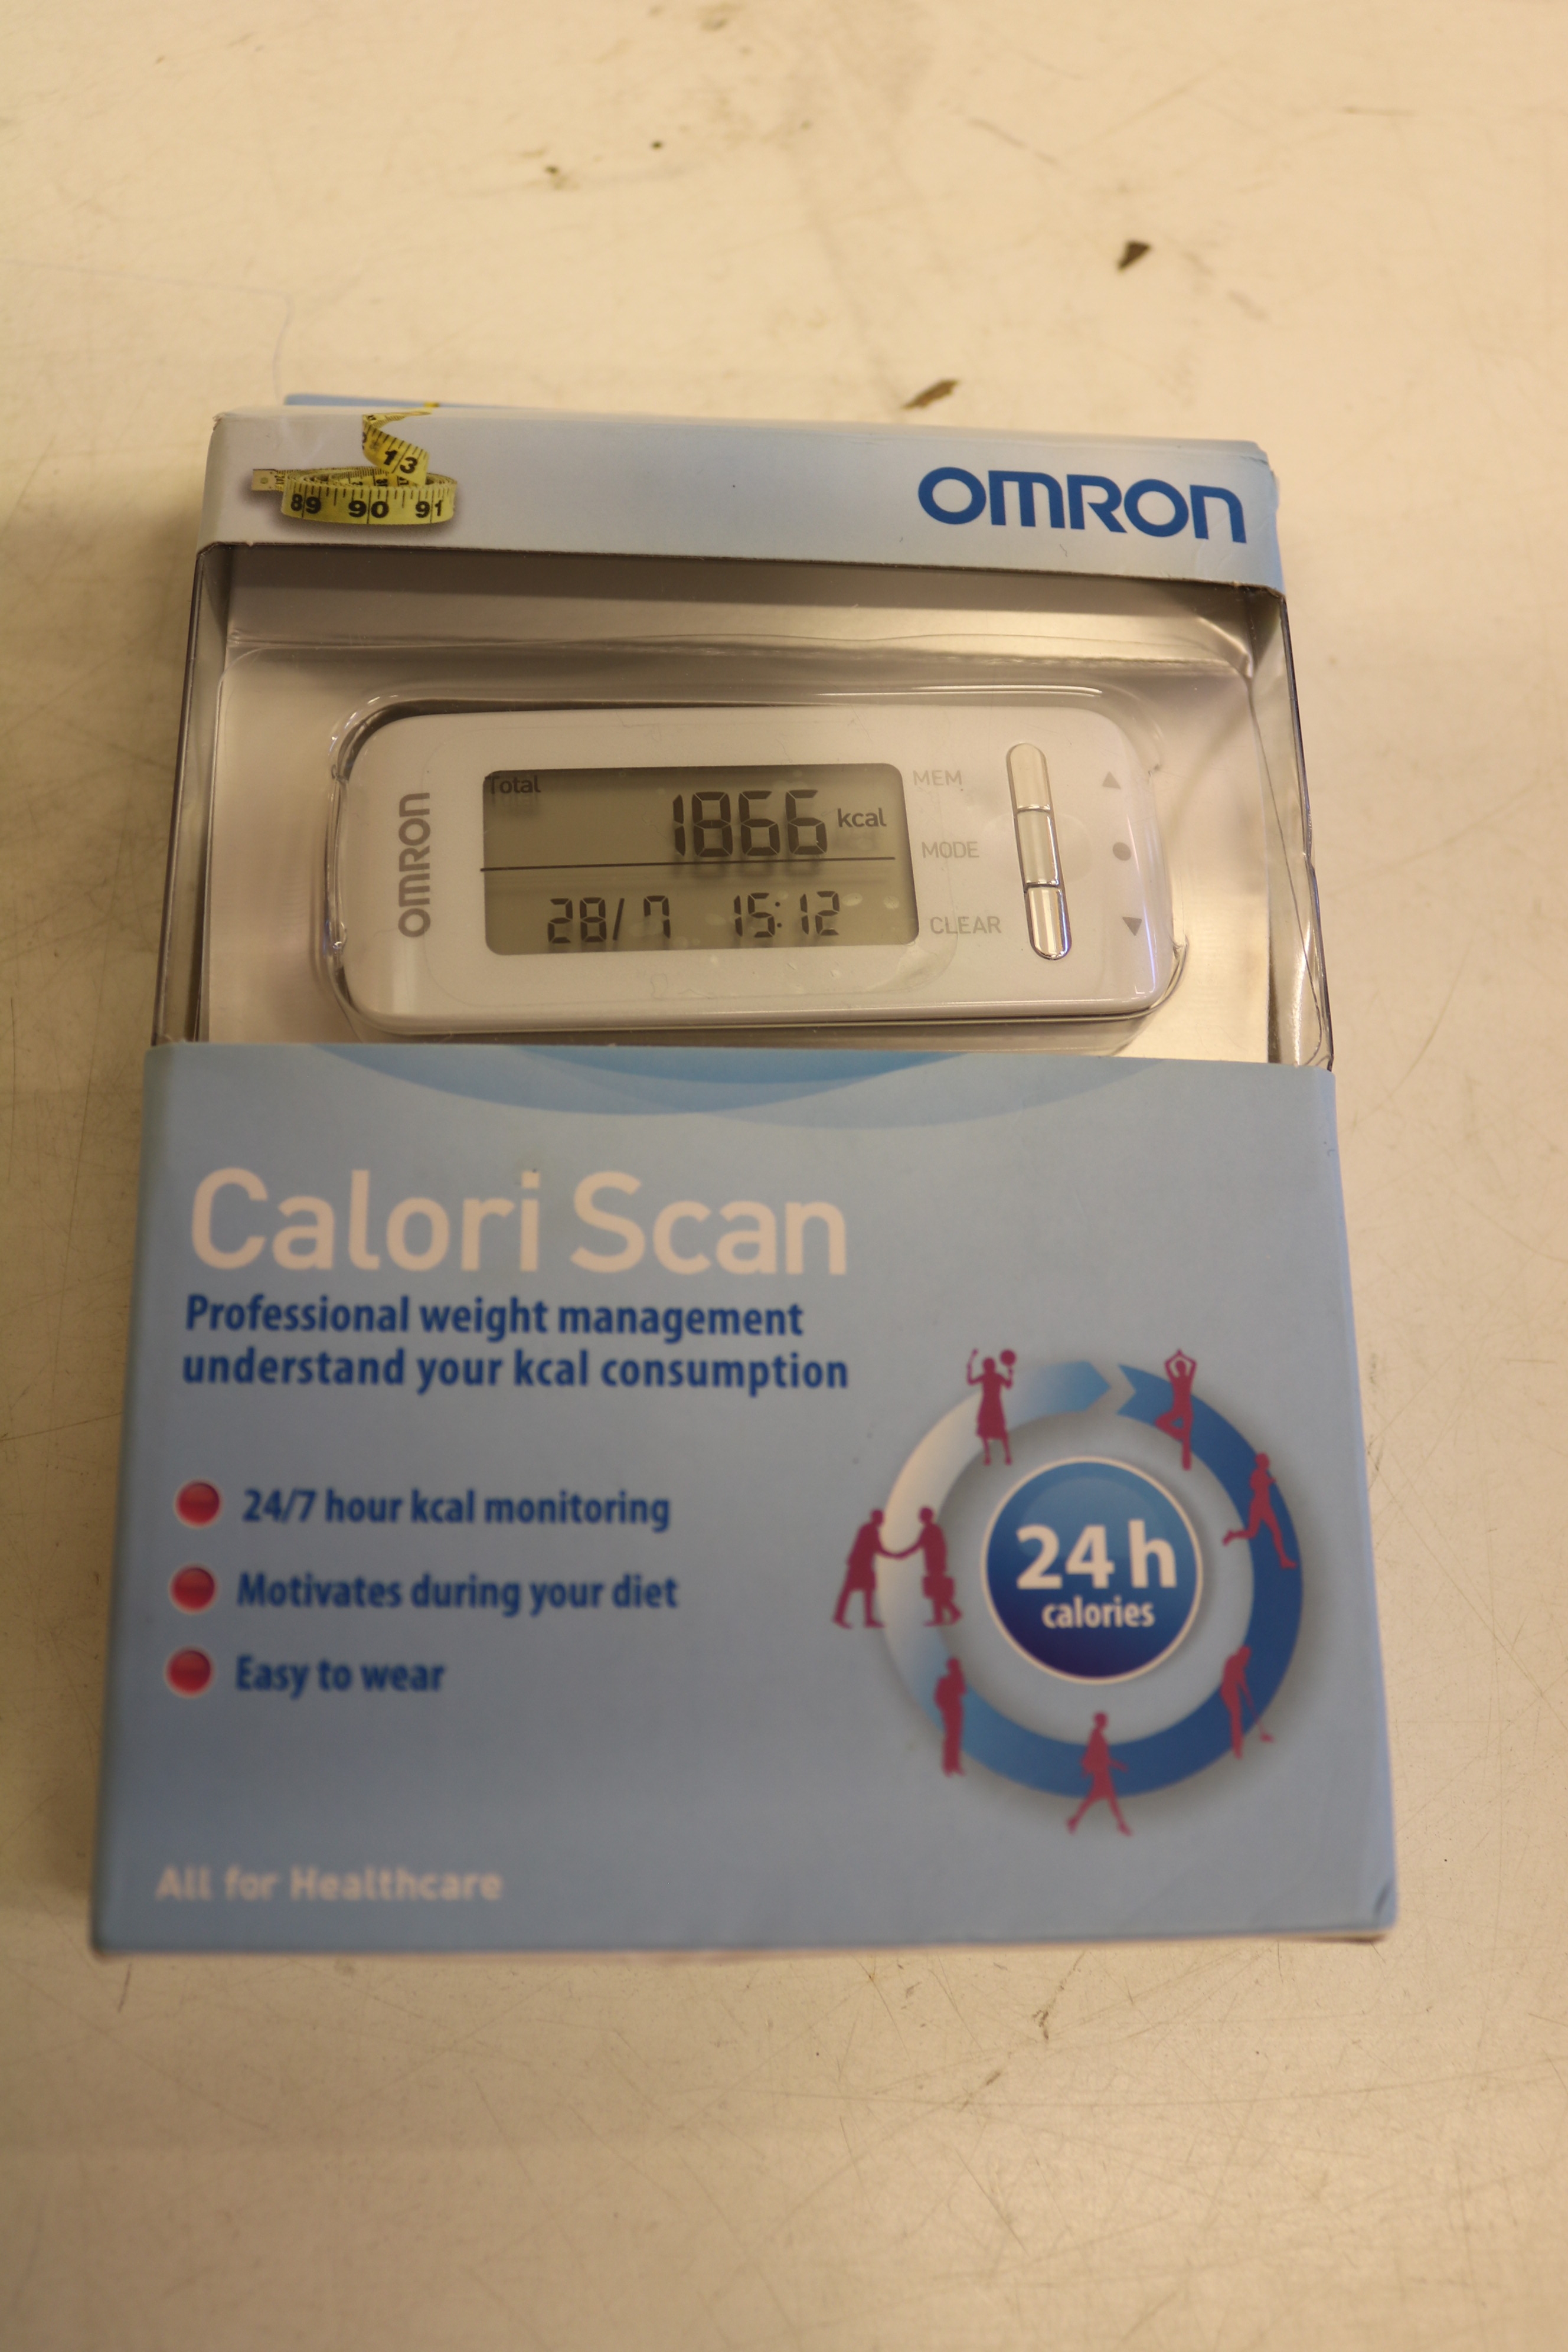 13
89 90 91
OMRON
OMRON
Total
1866 kcal
28/7 15:12
MEM
MODE
CLEAR
Calori Scan
Professional weight management
understand your kcal consumption
24/7 hour kcal monitoring
Motivates during your diet
Easy to wear
24h
calories
All for Healthcare